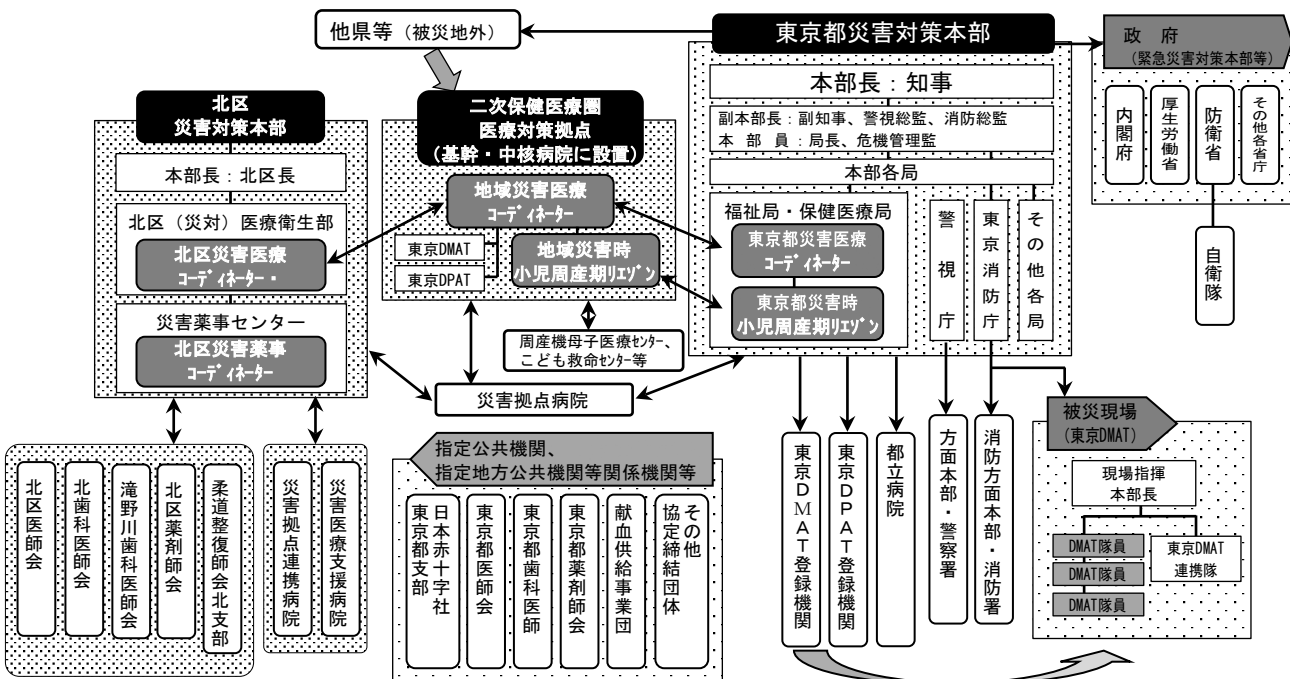 他県等（被災地外）
東京都災害対策本部
政　府
（緊急災害対策本部等）
内閣府
厚生労働省
防衛省
その他各省庁
自衛隊
本部長：知事
副本部長：副知事、警視総監、消防総監
本　部　員：局長、危機管理監
本部各局
福祉局・保健医療局
東京都災害医療
ｺｰﾃﾞｨﾈｰﾀｰ
東京都災害時
小児周産期ﾘｴｿﾞﾝ
警視庁
東京消防庁
その他各局
北区
災害対策本部
本部長：北区長
北区（災対）医療衛生部
北区災害医療
ｺｰﾃﾞｨﾈｰﾀｰ・
災害薬事センター
北区災害薬事
ｺｰﾃﾞｨﾈｰﾀｰ
二次保健医療圏
医療対策拠点
（基幹・中核病院に設置）
地域災害医療
ｺｰﾃﾞｨﾈｰﾀｰ
東京DMAT
東京DPAT
地域災害時
小児周産期ﾘｴｿﾞﾝ
周産機母子医療ｾﾝﾀｰ、
こども救命ｾﾝﾀｰ等
災害拠点病院
北区医師会
北歯科医師会
滝野川歯科医師会
北区薬剤師会
柔道整復師会北支部
災害拠点連携病院
災害医療支援病院
指定公共機関、
指定地方公共機関等関係機関等
日本赤十字社
東京都支部
東京都医師会
東京都歯科医師
東京都薬剤師会
献血供給事業団
その他
協定締結団体
東京ＤＭＡＴ登録機関
東京ＤＰＡＴ登録機関
都立病院
方面本部・警察署
消防方面本部・消防署
被災現場
（東京DMAT）
現場指揮
本部長
DMAT隊員
DMAT隊員
DMAT隊員
東京DMAT
連携隊